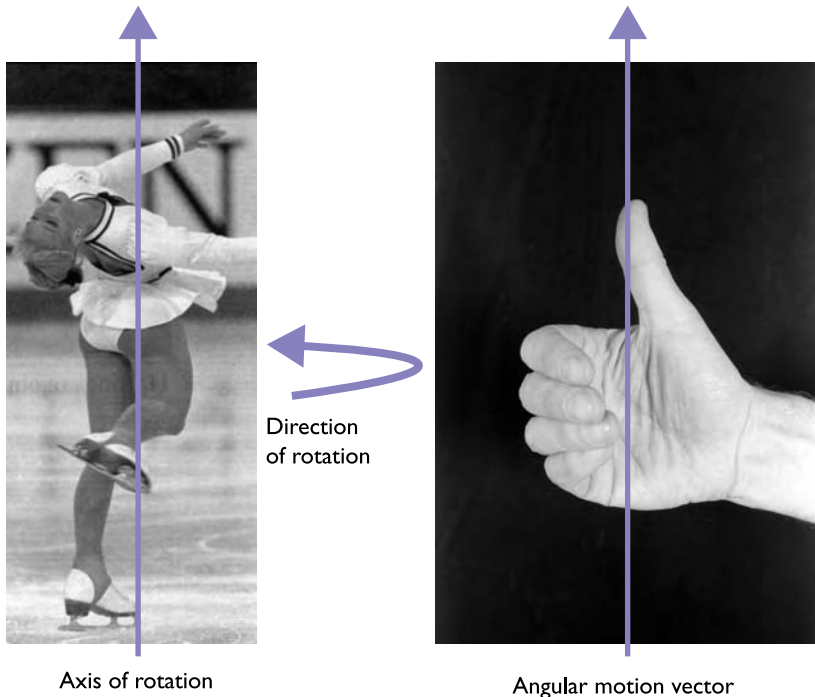 Direction
of rotation
Axis of rotation
Angular motion vector